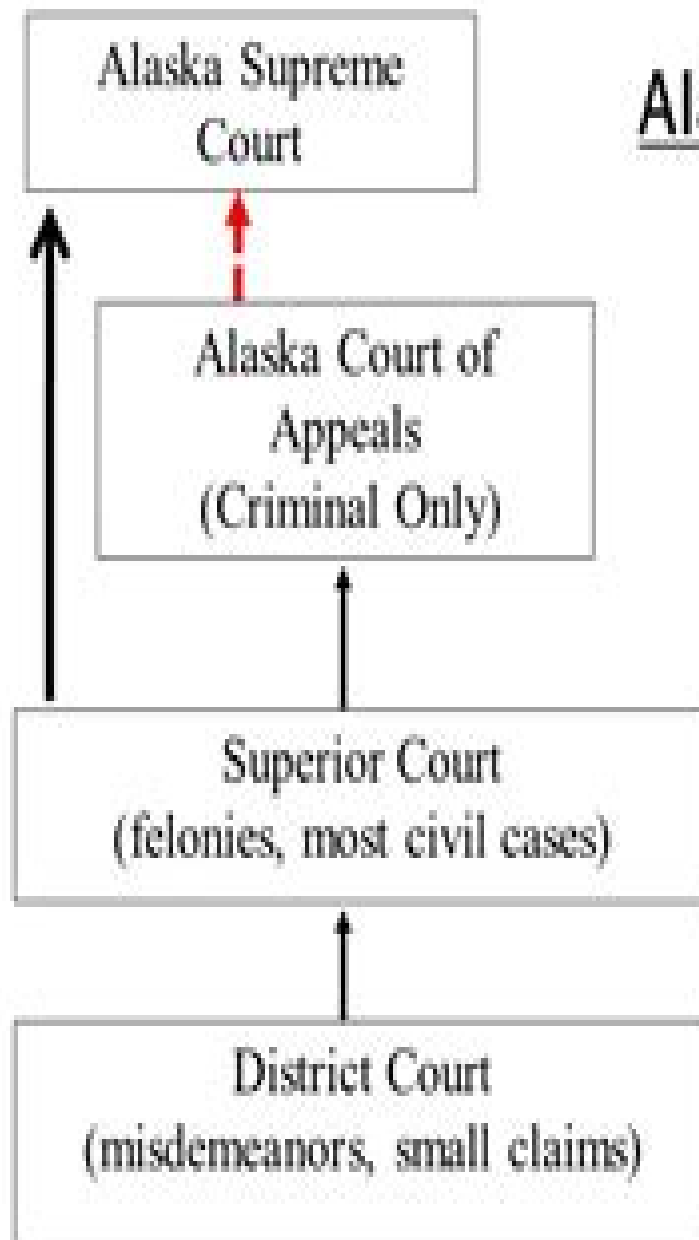 Alaska Supreme
Court
Alaska Court of
Appeals
(Criminal Only)
Superior Court
(felonies, most civil cases)
District Court
(misdemeanors, small claims)